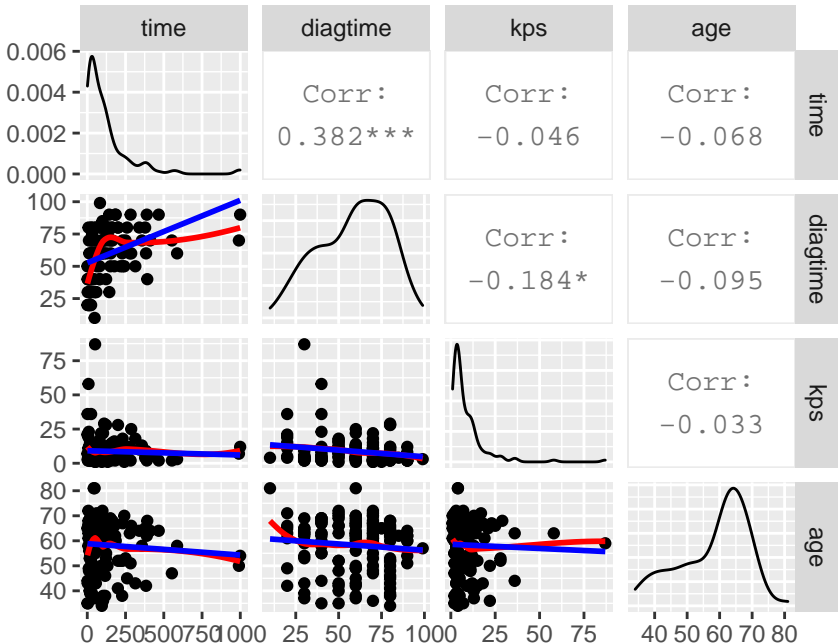 time diagtime kps age
0.006
0.004
0.002
0.000
Corr:
0.382***
Corr:
-0.046
Corr:
-0.068
time
100
75
50
25
Corr:
-0.184*
Corr:
-0.095
diagtime
75
50
25
0
Corr:
-0.033
kps
80
70
60
50
40
age
0 250 500 750 1000
25 50 75 100
0 25 50 75
40 50 60 70 80